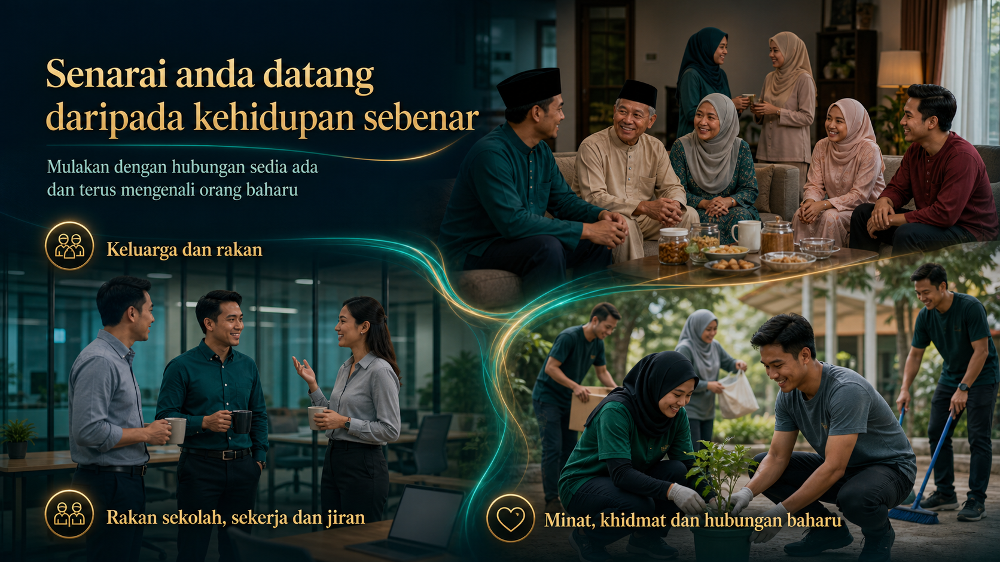 Senarai anda datang
daripada kehidupan sebenar
Mulakan dengan hubungan sedia ada
dan terus mengenali orang baharu
Keluarga dan rakan
Rakan sekolah, sekerja dan jiran
Minat, khidmat dan hubungan baharu